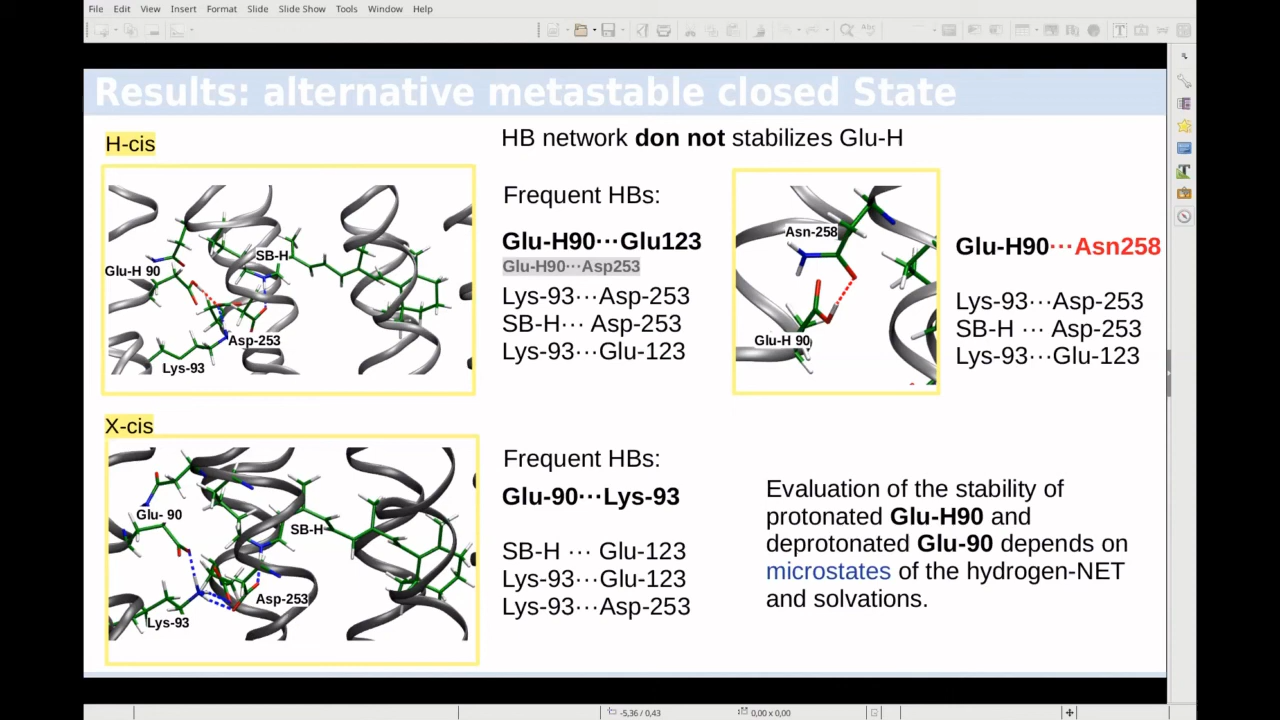 File Edit View Insert Format Slide Slide Show Tools Window Help
Results: alternative metastable closed State
H-cis
HB network don not stabilizes Glu-H
Frequent HBs:
Glu-H90···Glu123
Glu-H90···Asp253
Lys-93···Asp-253
SB-H··· Asp-253
Lys-93···Glu-123
Glu-H 90
SB-H
Asp-253
Lys-93
Asn-258
Glu-H 90
Glu-H90···Asn258
Lys-93···Asp-253
SB-H ··· Asp-253
Lys-93···Glu-123
X-cis
Glu- 90
SB-H
Asp-253
Lys-93
Frequent HBs:
Glu-90···Lys-93
SB-H ··· Glu-123
Lys-93···Glu-123
Lys-93···Asp-253
Evaluation of the stability of
protonated Glu-H90 and
deprotonated Glu-90 depends on
microstates of the hydrogen-NET
and solvations.
-5,36 / 0,43
0,00 x 0,00